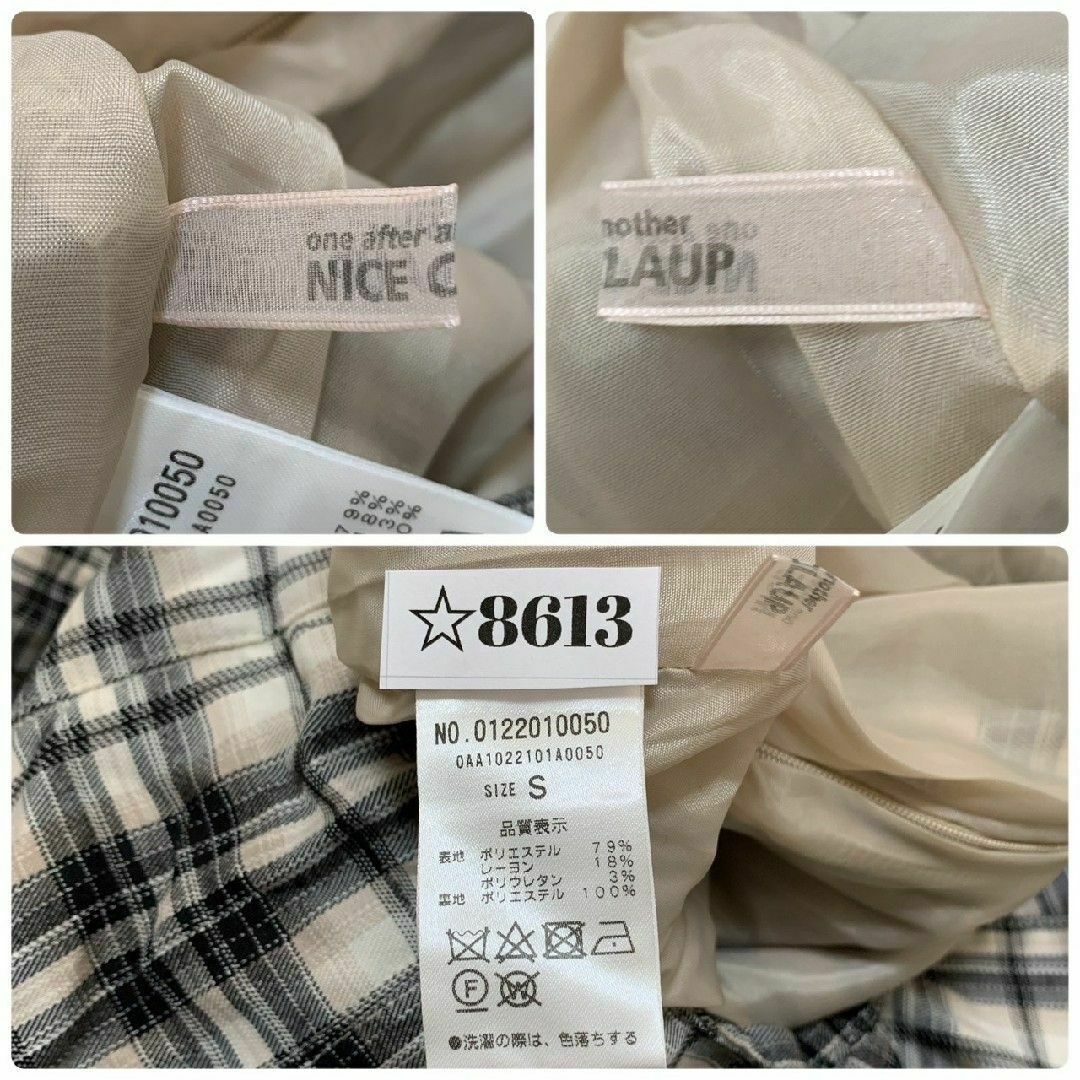 one after a
NICE C
010050
A0050
nother
LAUP
☆8613
NO.0122010050
0AA1022101A0050
SIZE S
品質表示
表地 ポリエステル 79%
レーヨン 18%
ポリウレタン 3%
裏地 ポリエステル 100%
F
W
●洗濯の際は、色落ちする